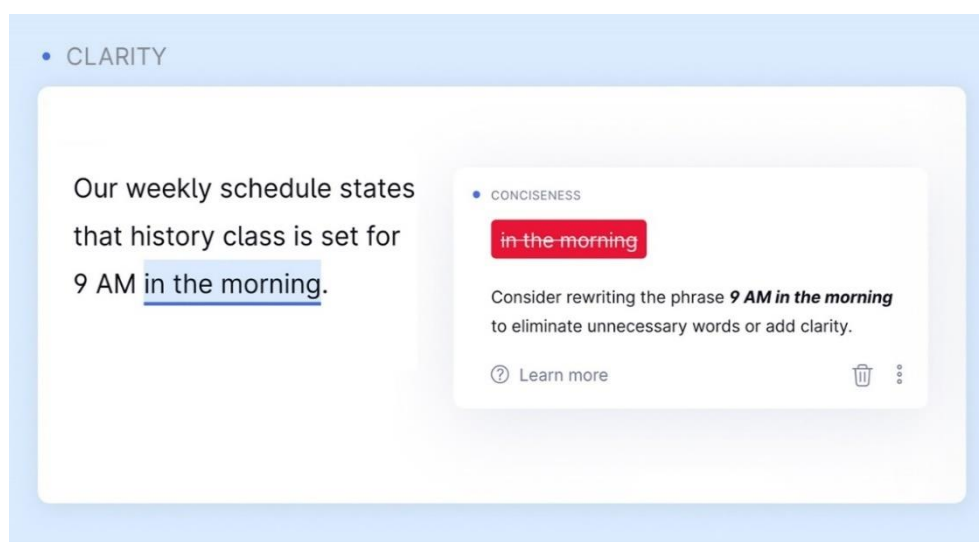 CLARITY
Our weekly schedule states
that history class is set for
9 AM in the morning.
CONCISENESS
in the morning
Consider rewriting the phrase 9 AM in the morning
to eliminate unnecessary words or add clarity.
Learn more